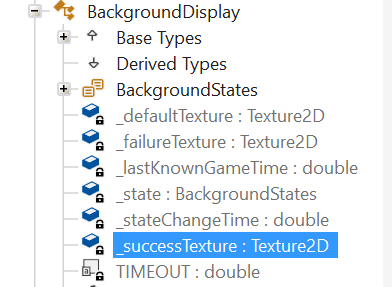 BackgroundDisplay
Base Types
Derived Types
BackgroundStates
_defaultTexture : Texture2D
_failureTexture : Texture2D
_lastKnownGameTime : double
_state : BackgroundStates
_stateChangeTime : double
_successTexture : Texture2D
TIMEOUT : double